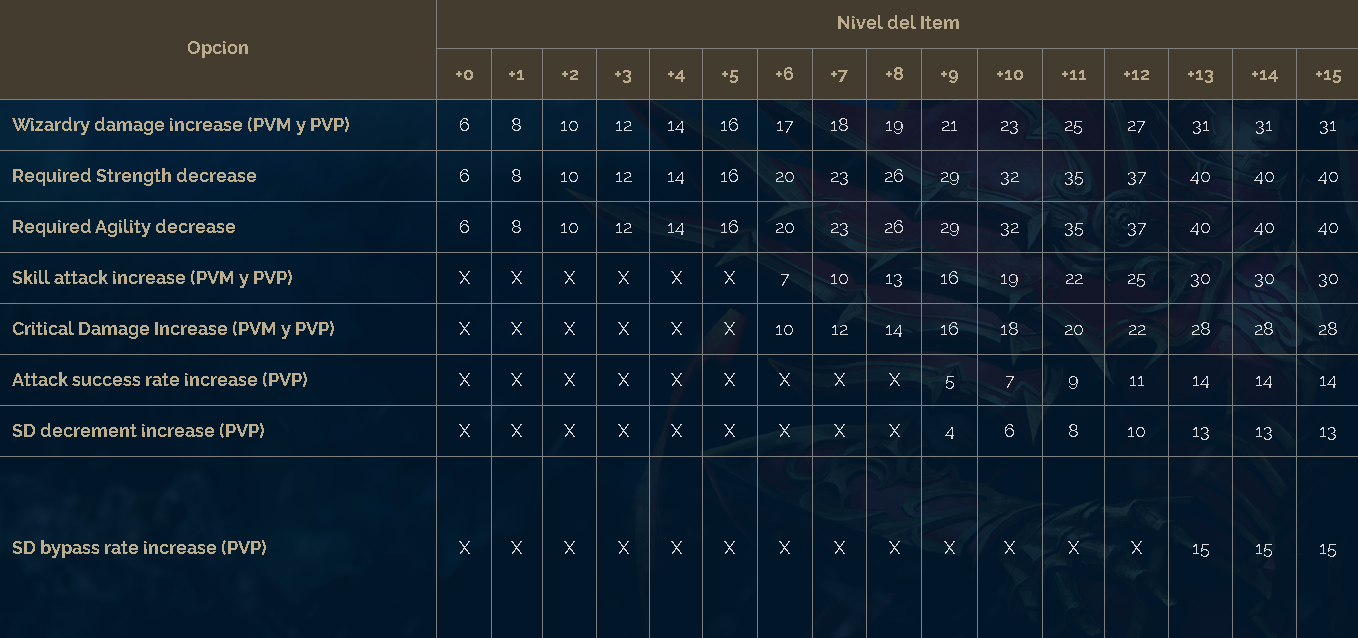 Opcion
Nivel del Item
+0 +1 +2 +3 +4 +5 +6 +7 +8 +9 +10 +11 +12 +13 +14 +15
Wizardry damage increase (PVM y PVP) 6 8 10 12 14 16 17 18 19 21 23 25 27 31 31 31
Required Strength decrease 6 8 10 12 14 16 20 23 26 29 32 35 37 40 40 40
Required Agility decrease 6 8 10 12 14 16 20 23 26 29 32 35 37 40 40 40
Skill attack increase (PVM y PVP) X X X X X X 7 10 13 16 19 22 25 30 30 30
Critical Damage Increase (PVM y PVP) X X X X X X 10 12 14 16 18 20 22 28 28 28
Attack success rate increase (PVP) X X X X X X X X X 5 7 9 11 14 14 14
SD decrement increase (PVP) X X X X X X X X X 4 6 8 10 13 13 13
SD bypass rate increase (PVP) X X X X X X X X X X X X X 15 15 15